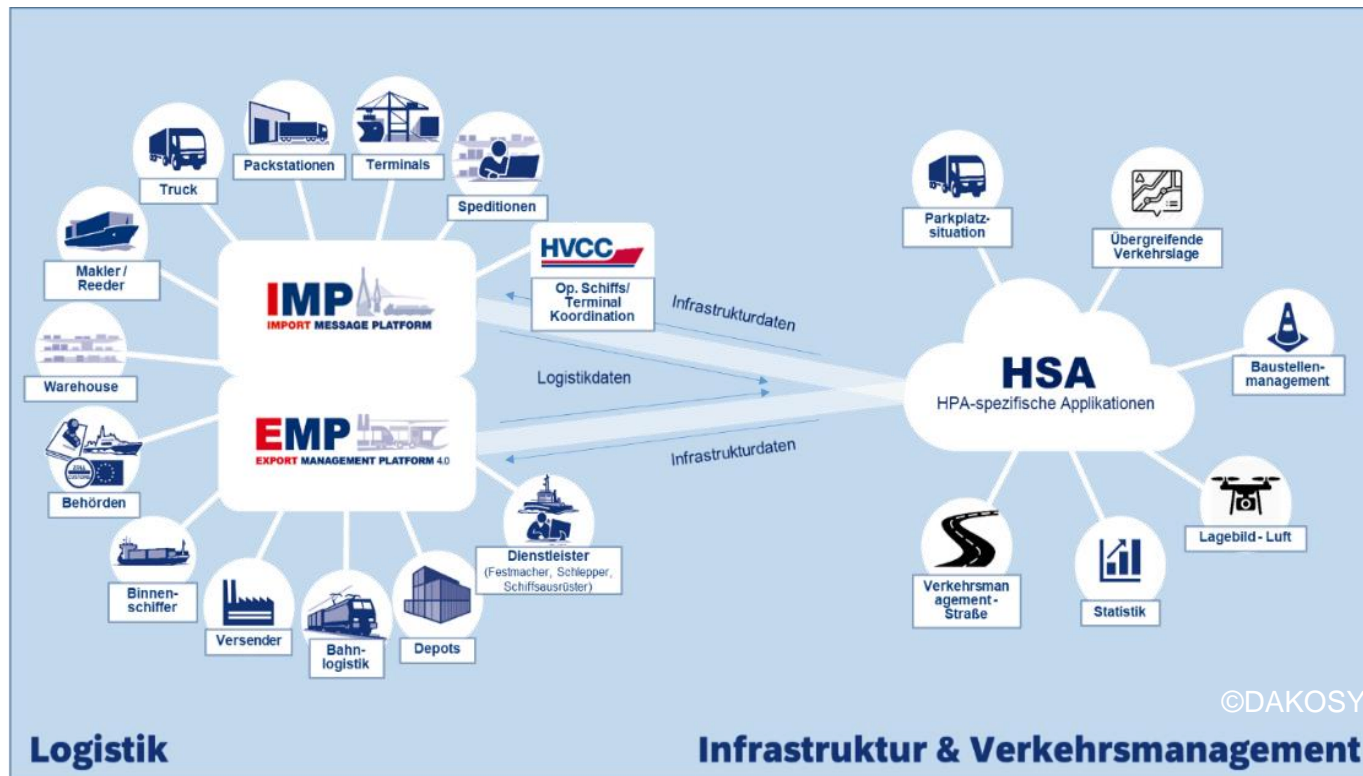 Packstationen
Terminals
Truck
Speditionen
Makler /
Reeder
HVCC
Op. Schiffs/
Terminal
Koordination
IMP
IMPORT MESSAGE PLATFORM
Warehouse
EMP
EXPORT MANAGEMENT PLATFORM 4.0
ZOLL
CUSTOMS
Behörden
Binnen-
schiffer
Versender
Bahn-
logistik
Depots
Dienstleister
(Festmacher, Schlepper,
Schiffsausrüster)
Infrastrukturdaten
Logistikdaten
Infrastrukturdaten
Parkplatz-
situation
Übergreifende
Verkehrslage
HSA
HPA-spezifische Applikationen
Baustellen-
management
Lagebild - Luft
Verkehrsman
agement -
Straße
Statistik
©DAKOSY
Logistik
Infrastruktur & Verkehrsmanagement